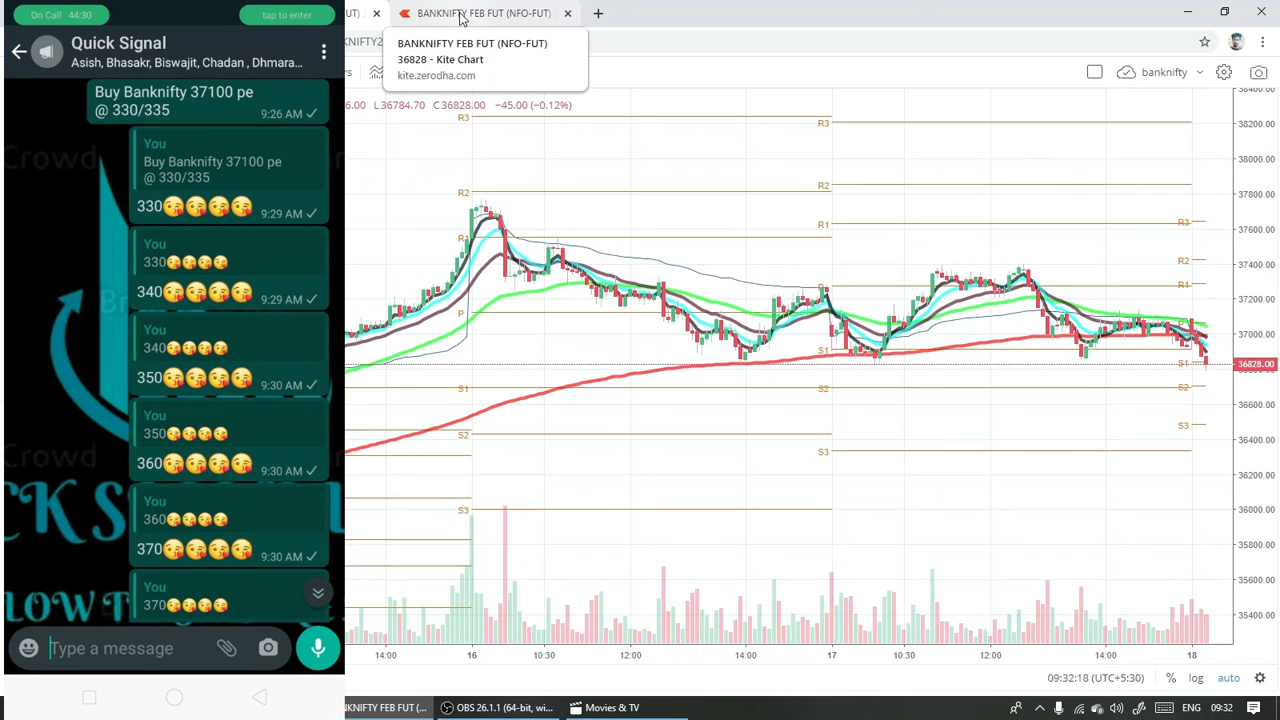 On Call 44:30
tap to enter
Quick Signal
Asish, Bhasakr, Biswajit, Chadan , Dhmara...
Buy Banknifty 37100 pe
@ 330/335
9:26 AM
You
Buy Banknifty 37100 pe
@ 330/335
330😘😘😘😘
9:29 AM
You
330😘😘😘😘
340😘😘😘😘
9:29 AM
You
340😘😘😘😘
350😘😘😘😘
9:30 AM
You
350😘😘😘😘
360😘😘😘😘
9:30 AM
You
360😘😘😘😘
370😘😘😘😘
9:30 AM
You
370😘😘😘😘
Type a message
BANKNIFTY FEB FUT (NFO-FUT)
BANKNIFTY FEB FUT (NFO-FUT)
36828 - Kite Chart
kite.zerodha.com
banknifty
L36784.70 C36828.00 −45.00 (−0.12%)
R3
R2
R1
P
S1
S2
S3
R3
R2
R1
S1
S2
S3
R3
R2
R1
S1
S2
S3
38200.00
38000.00
37800.00
37600.00
37400.00
37200.00
37000.00
36828.00
36600.00
36400.00
36200.00
36000.00
35800.00
35600.00
35400.00
14:00
16
10:30
12:00
14:00
17
10:30
12:00
14:00
18
09:32:18 (UTC+5:30)
%
log
auto
BANKNIFTY FEB FUT (
OBS 26.1.1 (64-bit, wi...
Movies & TV
ENG
09:32